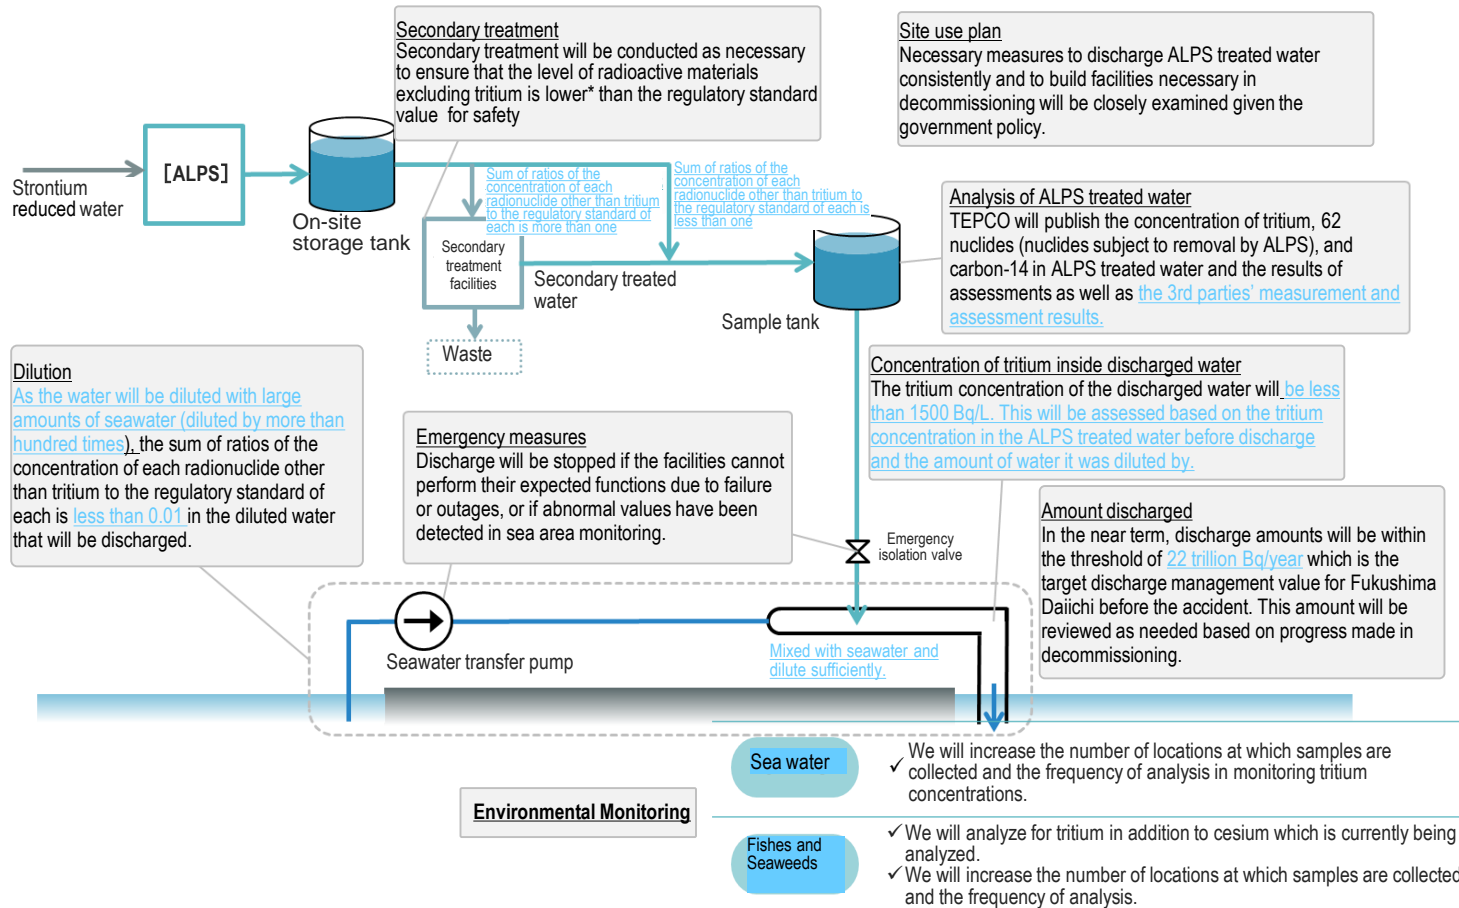 Secondary treatment
Secondary treatment will be conducted as necessary
to ensure that the level of radioactive materials
excluding tritium is lower* than the regulatory standard
value  for safety
Site use plan
Necessary measures to discharge ALPS treated water
consistently and to build facilities necessary in
decommissioning will be closely examined given the
government policy.
[ALPS]
Strontium
reduced water
On-site
storage tank
Sum of ratios of the
concentration of each
radionuclide other than tritium
to the regulatory standard of
each is more than one
Sum of ratios of the
concentration of each
radionuclide other than tritium to
the regulatory standard of each is
less than one
Secondary
treatment
facilities
Secondary treated
water
Sample tank
Waste
Analysis of ALPS treated water
TEPCO will publish the concentration of tritium, 62
nuclides (nuclides subject to removal by ALPS), and
carbon-14 in ALPS treated water and the results of
assessments as well as the 3rd parties' measurement and
assessment results.
Dilution
As the water will be diluted with large
amounts of seawater (diluted by more than
hundred times), the sum of ratios of the
concentration of each radionuclide other
than tritium to the regulatory standard of
each is less than 0.01 in the diluted water
that will be discharged.
Emergency measures
Discharge will be stopped if the facilities cannot
perform their expected functions due to failure
or outages, or if abnormal values have been
detected in sea area monitoring.
Concentration of tritium inside discharged water
The tritium concentration of the discharged water will be less
than 1500 Bq/L. This will be assessed based on the tritium
concentration in the ALPS treated water before discharge
and the amount of water it was diluted by.
Emergency
isolation valve
Amount discharged
In the near term, discharge amounts will be within
the threshold of 22 trillion Bq/year which is the
target discharge management value for Fukushima
Daiichi before the accident. This amount will be
reviewed as needed based on progress made in
decommissioning.
Seawater transfer pump
Mixed with seawater and
dilute sufficiently.
Environmental Monitoring
Sea water
✓ We will increase the number of locations at which samples are
collected and the frequency of analysis in monitoring tritium
concentrations.
Fishes and
Seaweeds
✓ We will analyze for tritium in addition to cesium which is currently being
analyzed.
✓ We will increase the number of locations at which samples are collected
and the frequency of analysis.